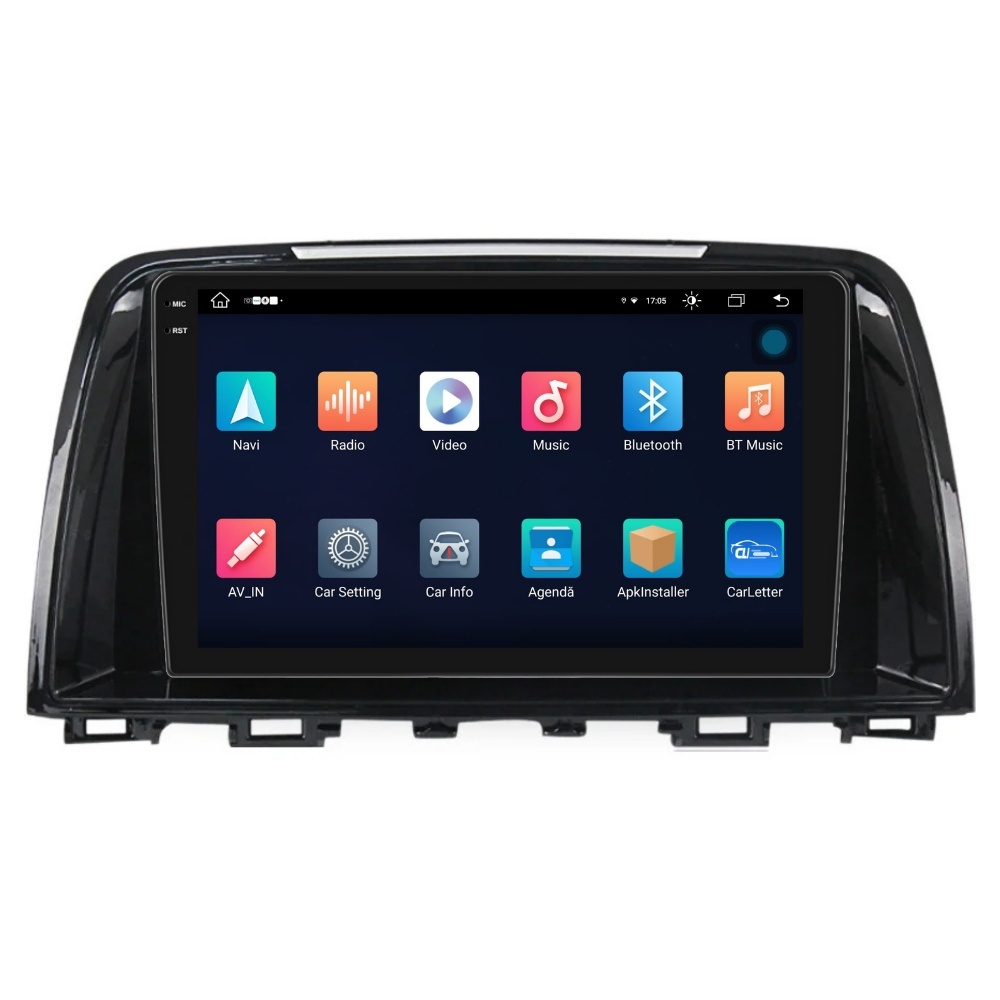 MIC
RST
17:05
Navi
Radio
Video
Music
Bluetooth
BT Music
AV_IN
Car Setting
Car Info
Agendă
ApkInstaller
CarLetter